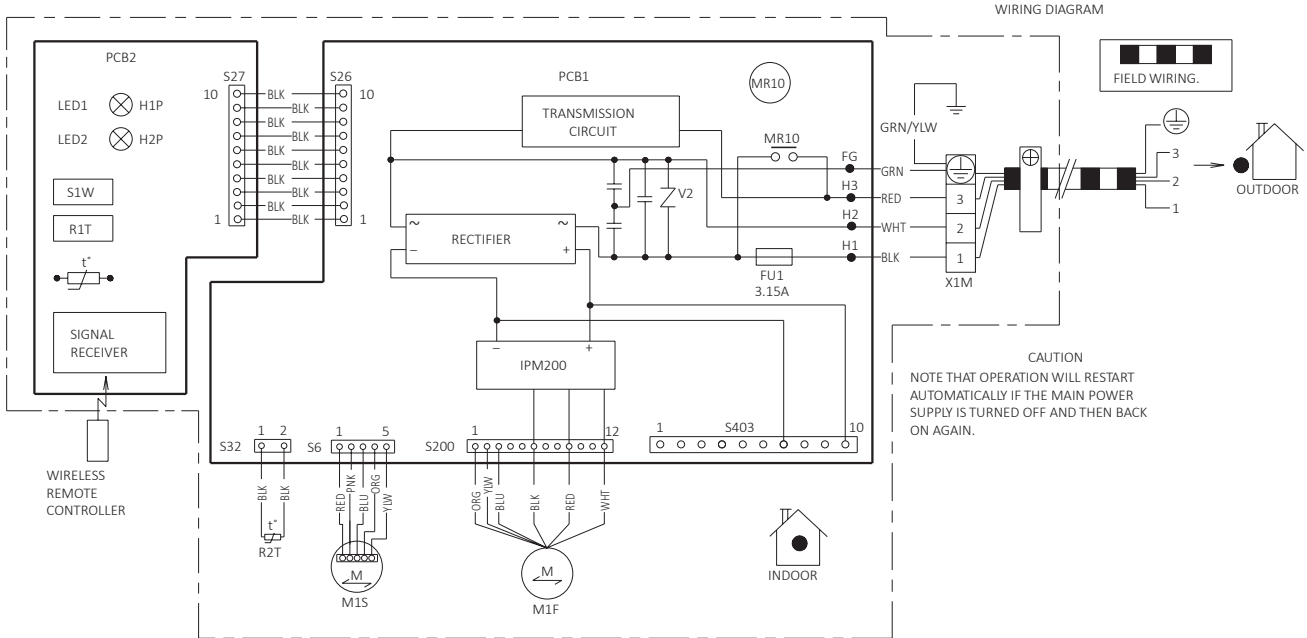 WIRING DIAGRAM
PCB2
LED1 H1P
LED2 H2P
S1W
R1T
t°
SIGNAL
RECEIVER
WIRELESS
REMOTE
CONTROLLER
S27 S26
10 BLK 10
BLK
BLK
BLK
BLK
BLK
BLK
BLK
BLK
1 BLK 1
PCB1
MR10
TRANSMISSION
CIRCUIT
MR10
V2
~ RECTIFIER ~
− +
FU1
3.15A
FG
H3
H2
H1
GRN/YLW
GRN
RED
WHT
BLK
3
2
1
X1M
FIELD WIRING.
3
2
1
OUTDOOR
− +
IPM200
S32 1 2
S6 1 5
S200 1 12
1 S403 10
BLK BLK
t°
R2T
RED PNK BLU ORG YLW
M
M1S
ORG YLW BLU BLK RED WHT
M
M1F
INDOOR
CAUTION
NOTE THAT OPERATION WILL RESTART
AUTOMATICALLY IF THE MAIN POWER
SUPPLY IS TURNED OFF AND THEN BACK
ON AGAIN.